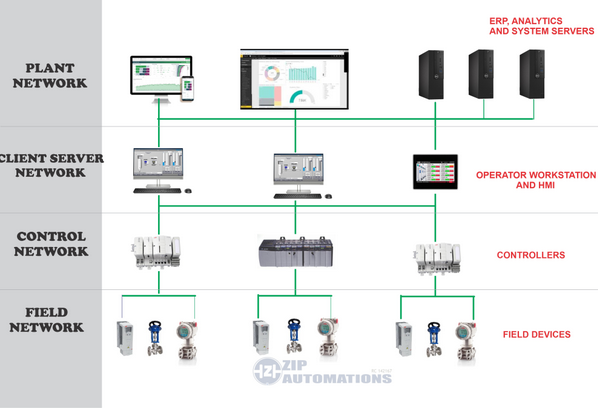 ERP, ANALYTICS
AND SYSTEM SERVERS
PLANT
NETWORK
CLIENT SERVER
NETWORK
OPERATOR WORKSTATION
AND HMI
CONTROL
NETWORK
CONTROLLERS
FIELD
NETWORK
FIELD DEVICES
ZIP
AUTOMATIONS